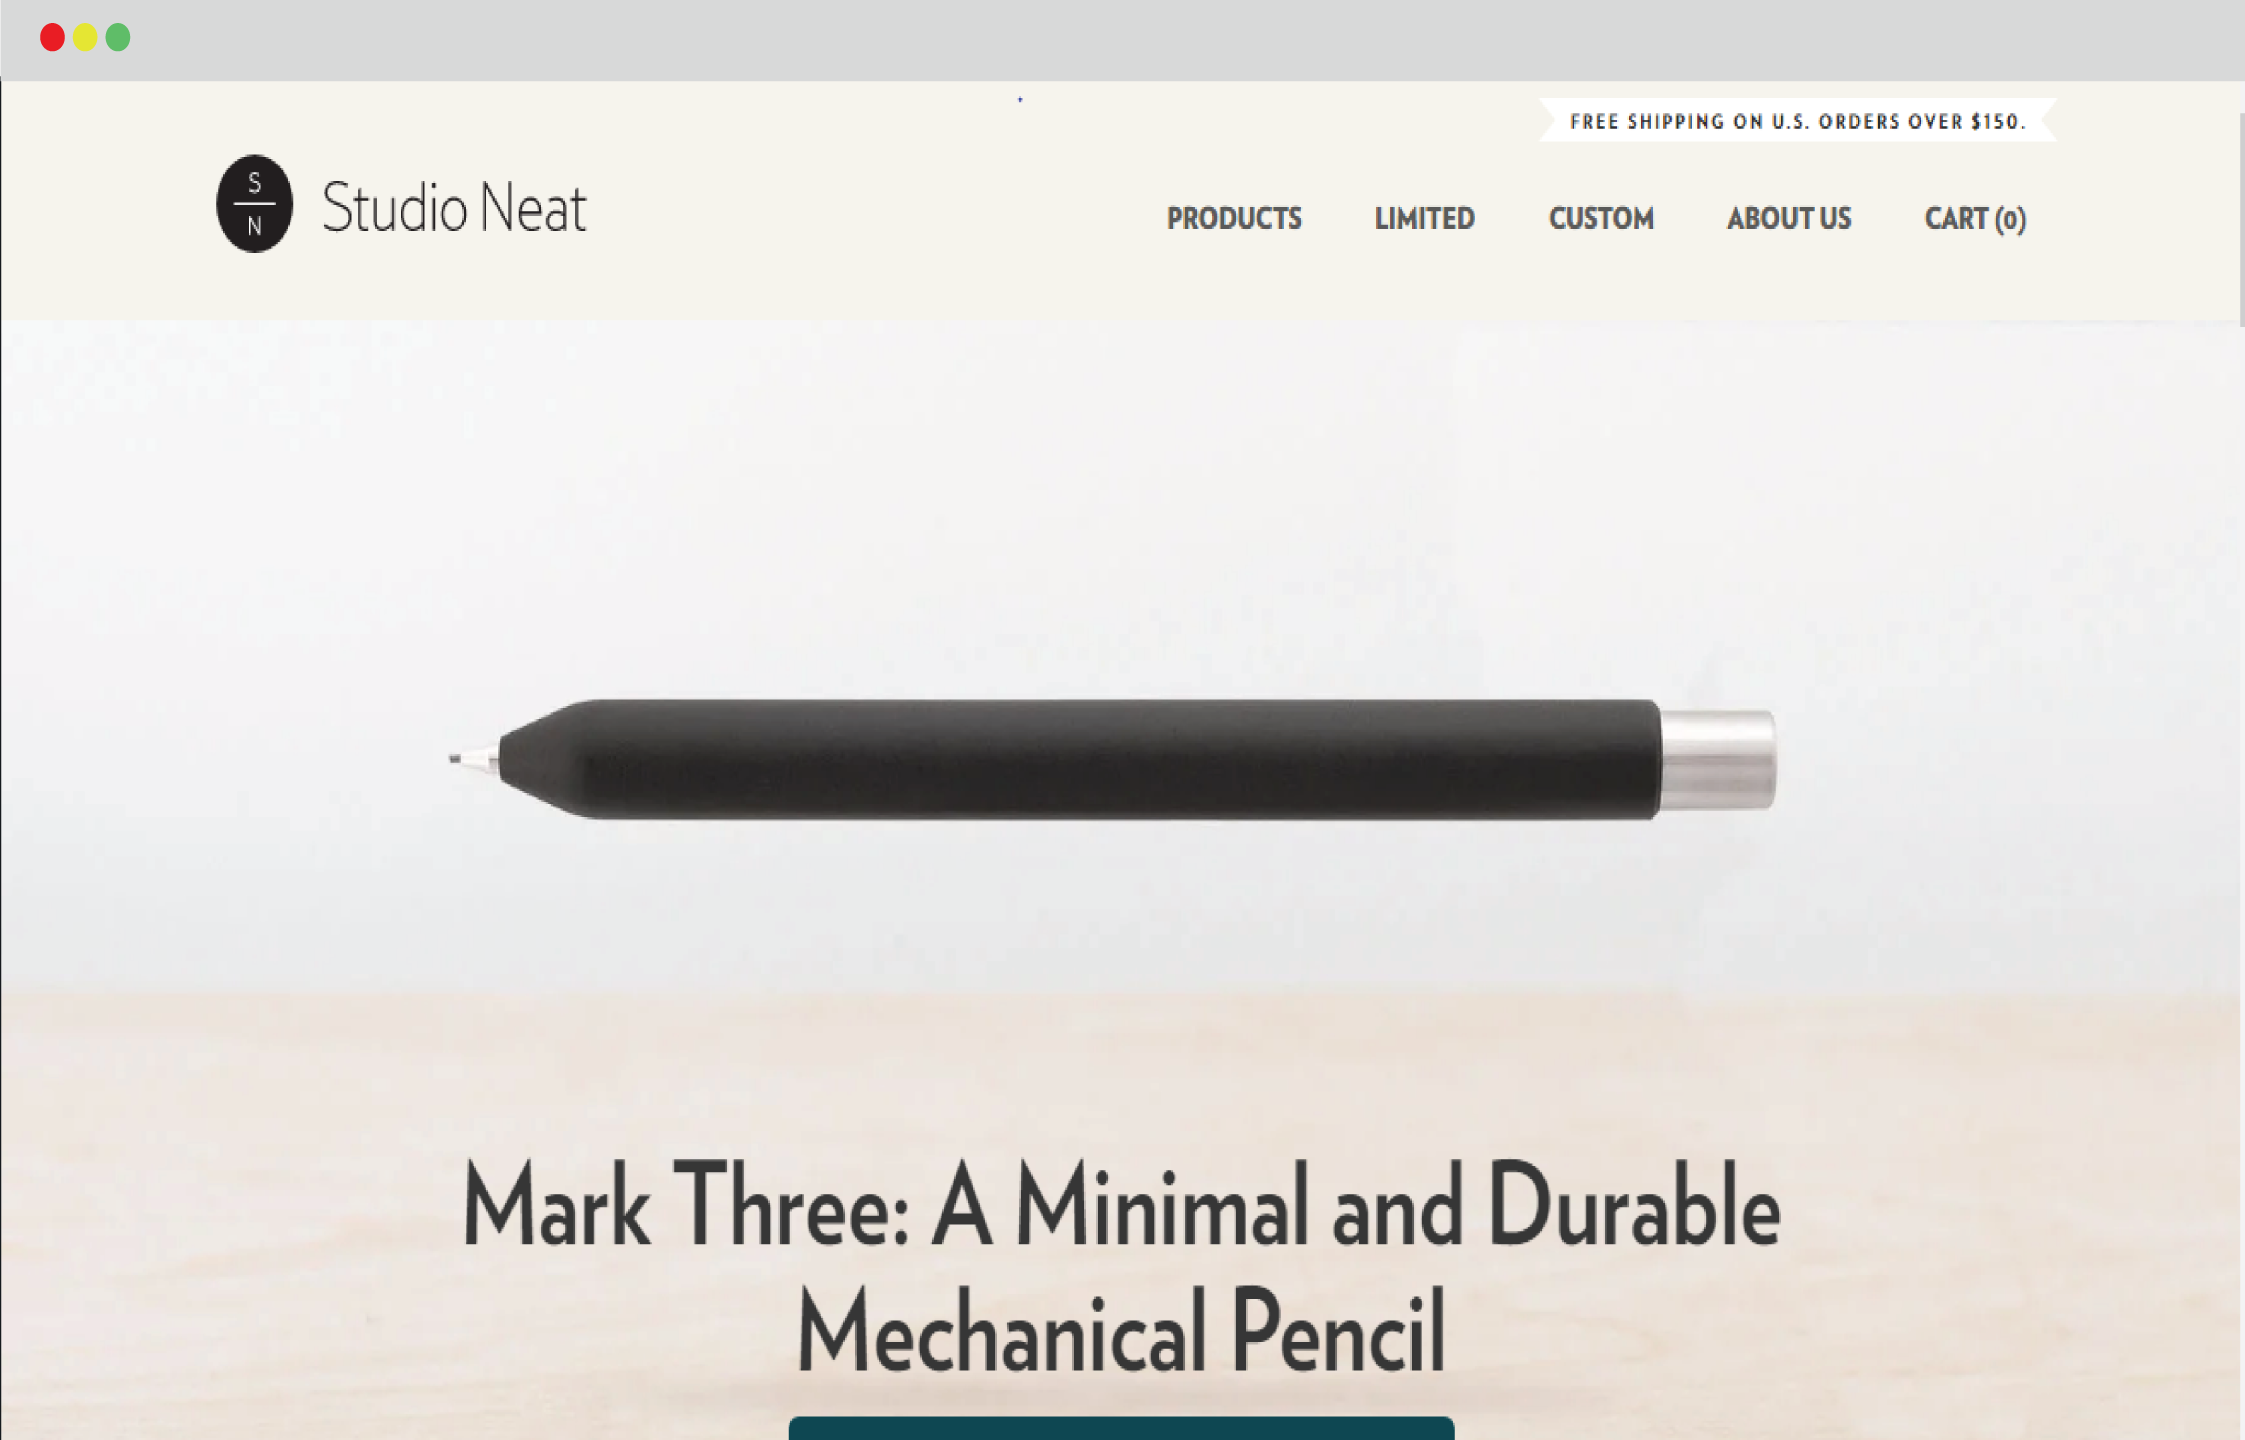 FREE SHIPPING ON U.S. ORDERS OVER $150.
S
N
Studio Neat
PRODUCTS LIMITED CUSTOM ABOUT US CART (0)
Mark Three: A Minimal and Durable
Mechanical Pencil